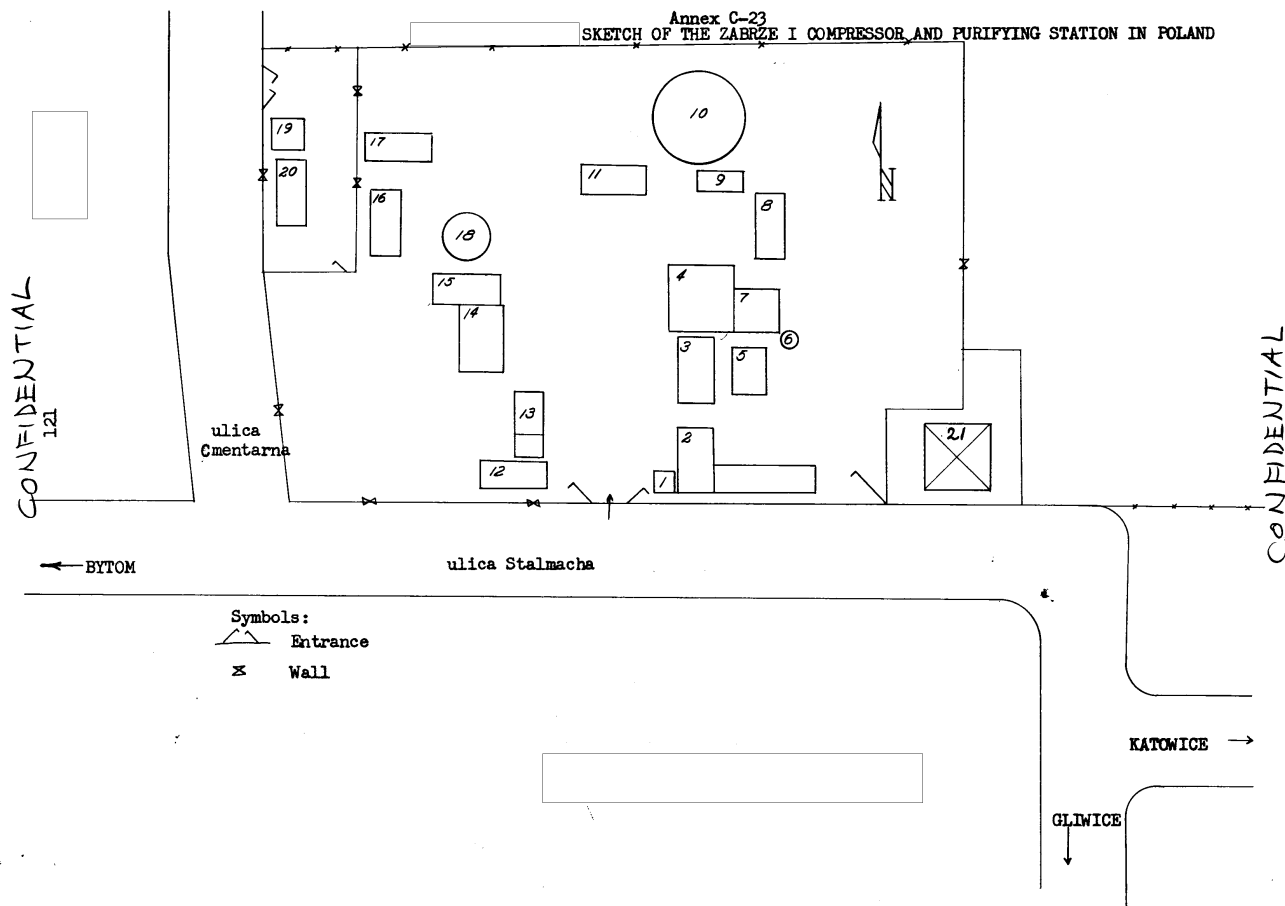 Annex C-23
SKETCH OF THE ZABRZE I COMPRESSOR AND PURIFYING STATION IN POLAND
10
19
17
11
9
20
16
8
N
18
4
15
7
14
6
3
5
CONFIDENTIAL
121
CONFIDENTIAL
13
ulica
Cmentarna
2
21
12
1
BYTOM
ulica Stalmacha
Symbols:
Entrance
Wall
KATOWICE
GLIWICE